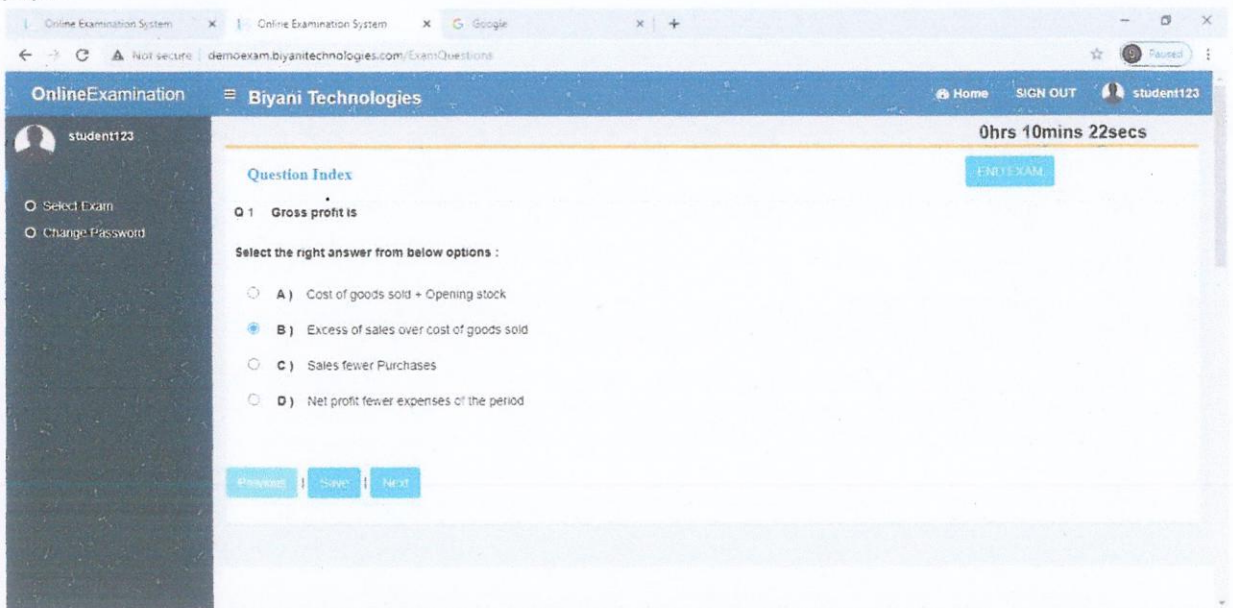 Online Examination System
Online Examination System
Google
Not secure | demoexam.biyanitechnologies.com/ExamQuestions
Paused
OnlineExamination
Biyani Technologies
Home
SIGN OUT
student123
student123
0hrs 10mins 22secs
Question Index
END EXAM
Select Exam
Change Password
Q 1 Gross profit is
Select the right answer from below options :
A ) Cost of goods sold + Opening stock
B ) Excess of sales over cost of goods sold
C ) Sales fewer Purchases
D ) Net profit fewer expenses of the period
Previous | Save | Next